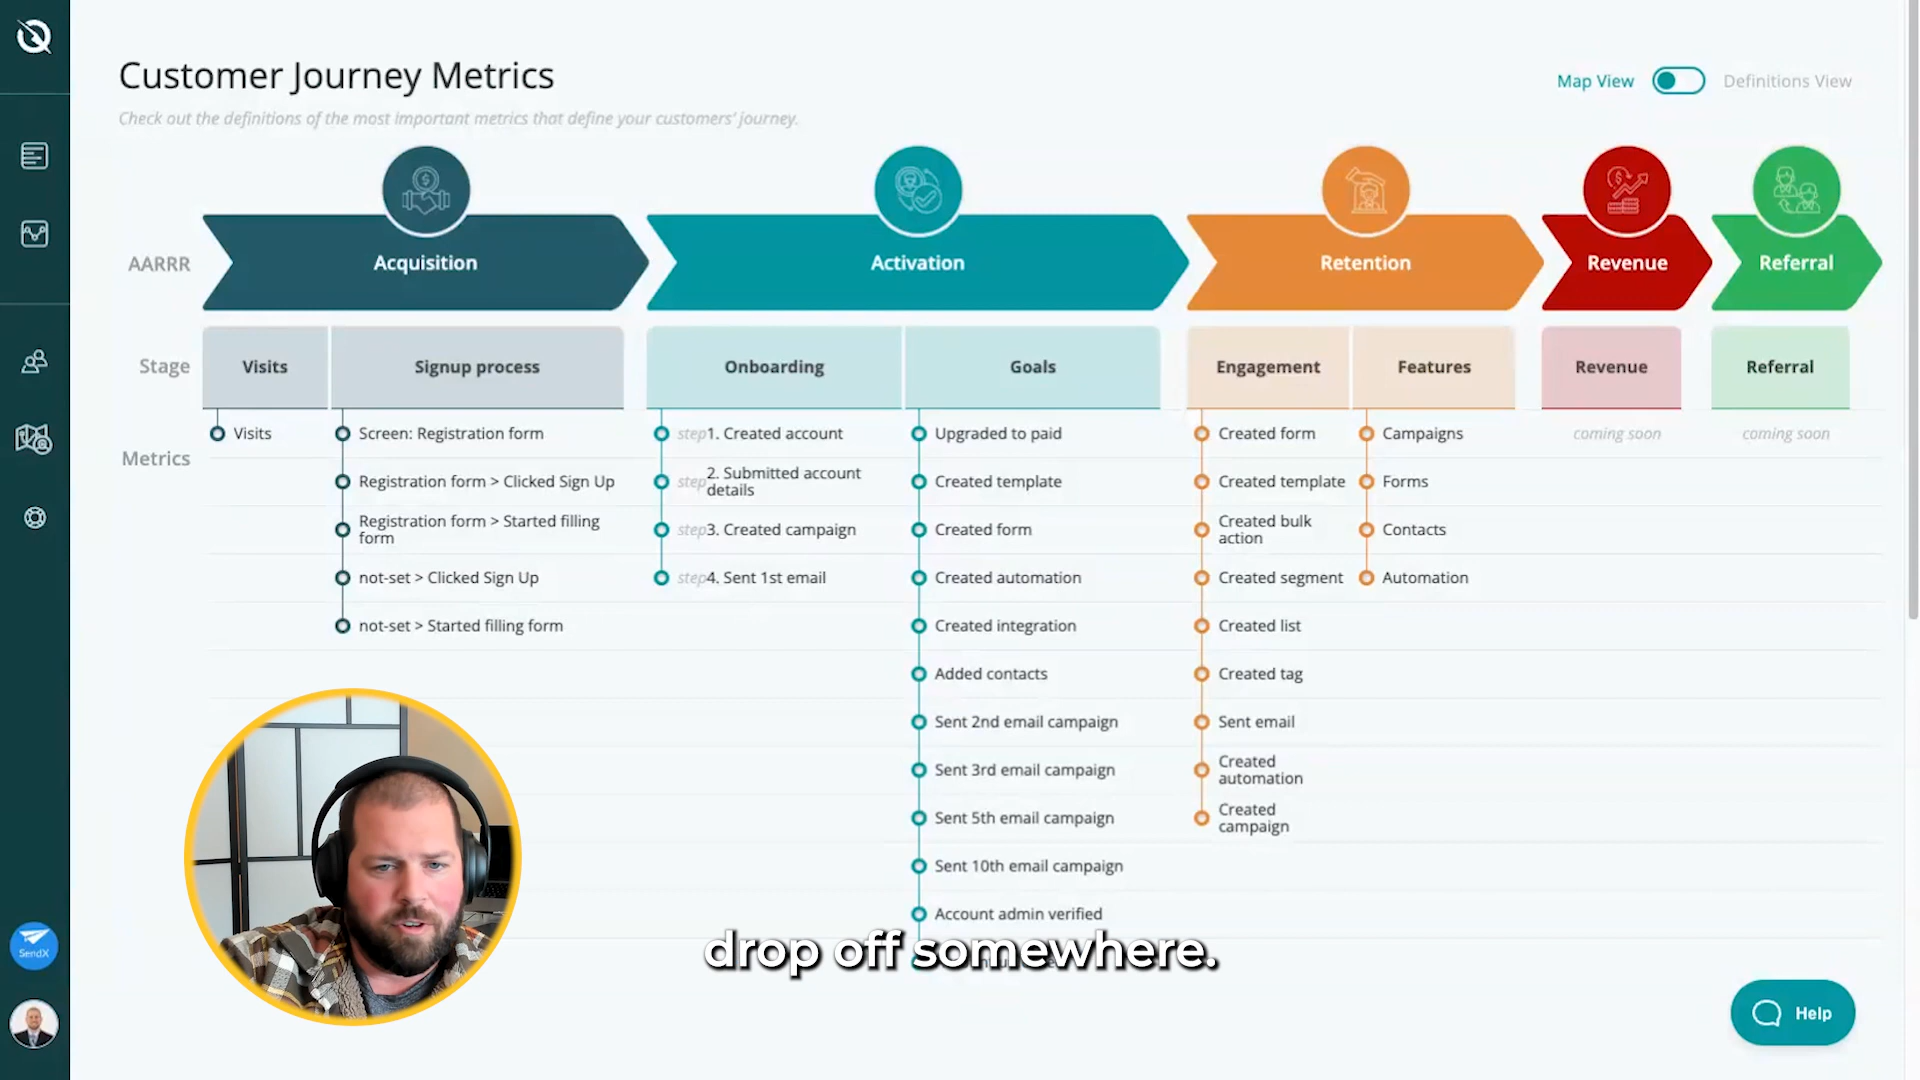 Customer Journey Metrics
Check out the definitions of the most important metrics that define your customers' journey.
Map View
Definitions View
AARRR
Acquisition
Activation
Retention
Revenue
Referral
Stage
Visits
Signup process
Onboarding
Goals
Engagement
Features
Revenue
Referral
Metrics
Visits
Screen: Registration form
Registration form > Clicked Sign Up
Registration form > Started filling
form
not-set > Clicked Sign Up
not-set > Started filling form
step1. Created account
step2. Submitted account
details
step3. Created campaign
step4. Sent 1st email
Upgraded to paid
Created template
Created form
Created automation
Created integration
Added contacts
Sent 2nd email campaign
Sent 3rd email campaign
Sent 5th email campaign
Sent 10th email campaign
Account admin verified
Created form
Created template
Created bulk
action
Created segment
Created list
Created tag
Sent email
Created
automation
Created
campaign
Campaigns
Forms
Contacts
Automation
coming soon
coming soon
drop off somewhere.
SendX
Help